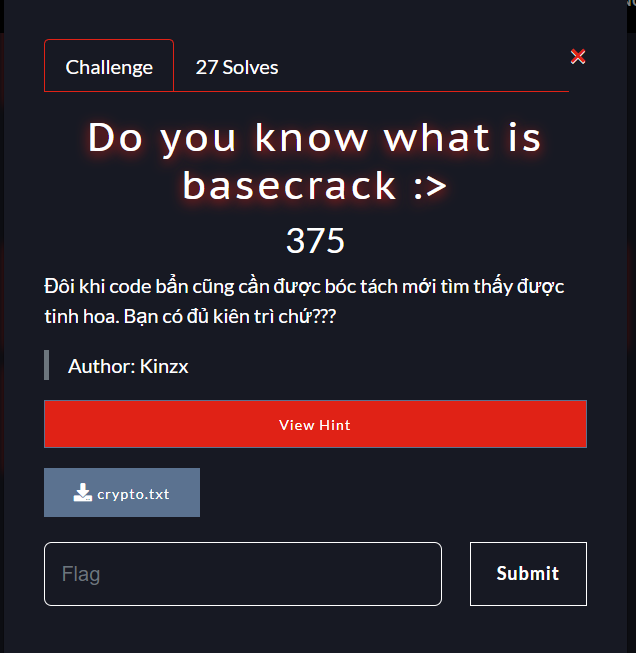 Challenge
27 Solves
Do you know what is
basecrack :>
375
Đôi khi code bẩn cũng cần được bóc tách mới tìm thấy được
tinh hoa. Bạn có đủ kiên trì chứ???
Author: Kinzx
View Hint
crypto.txt
Flag
Submit